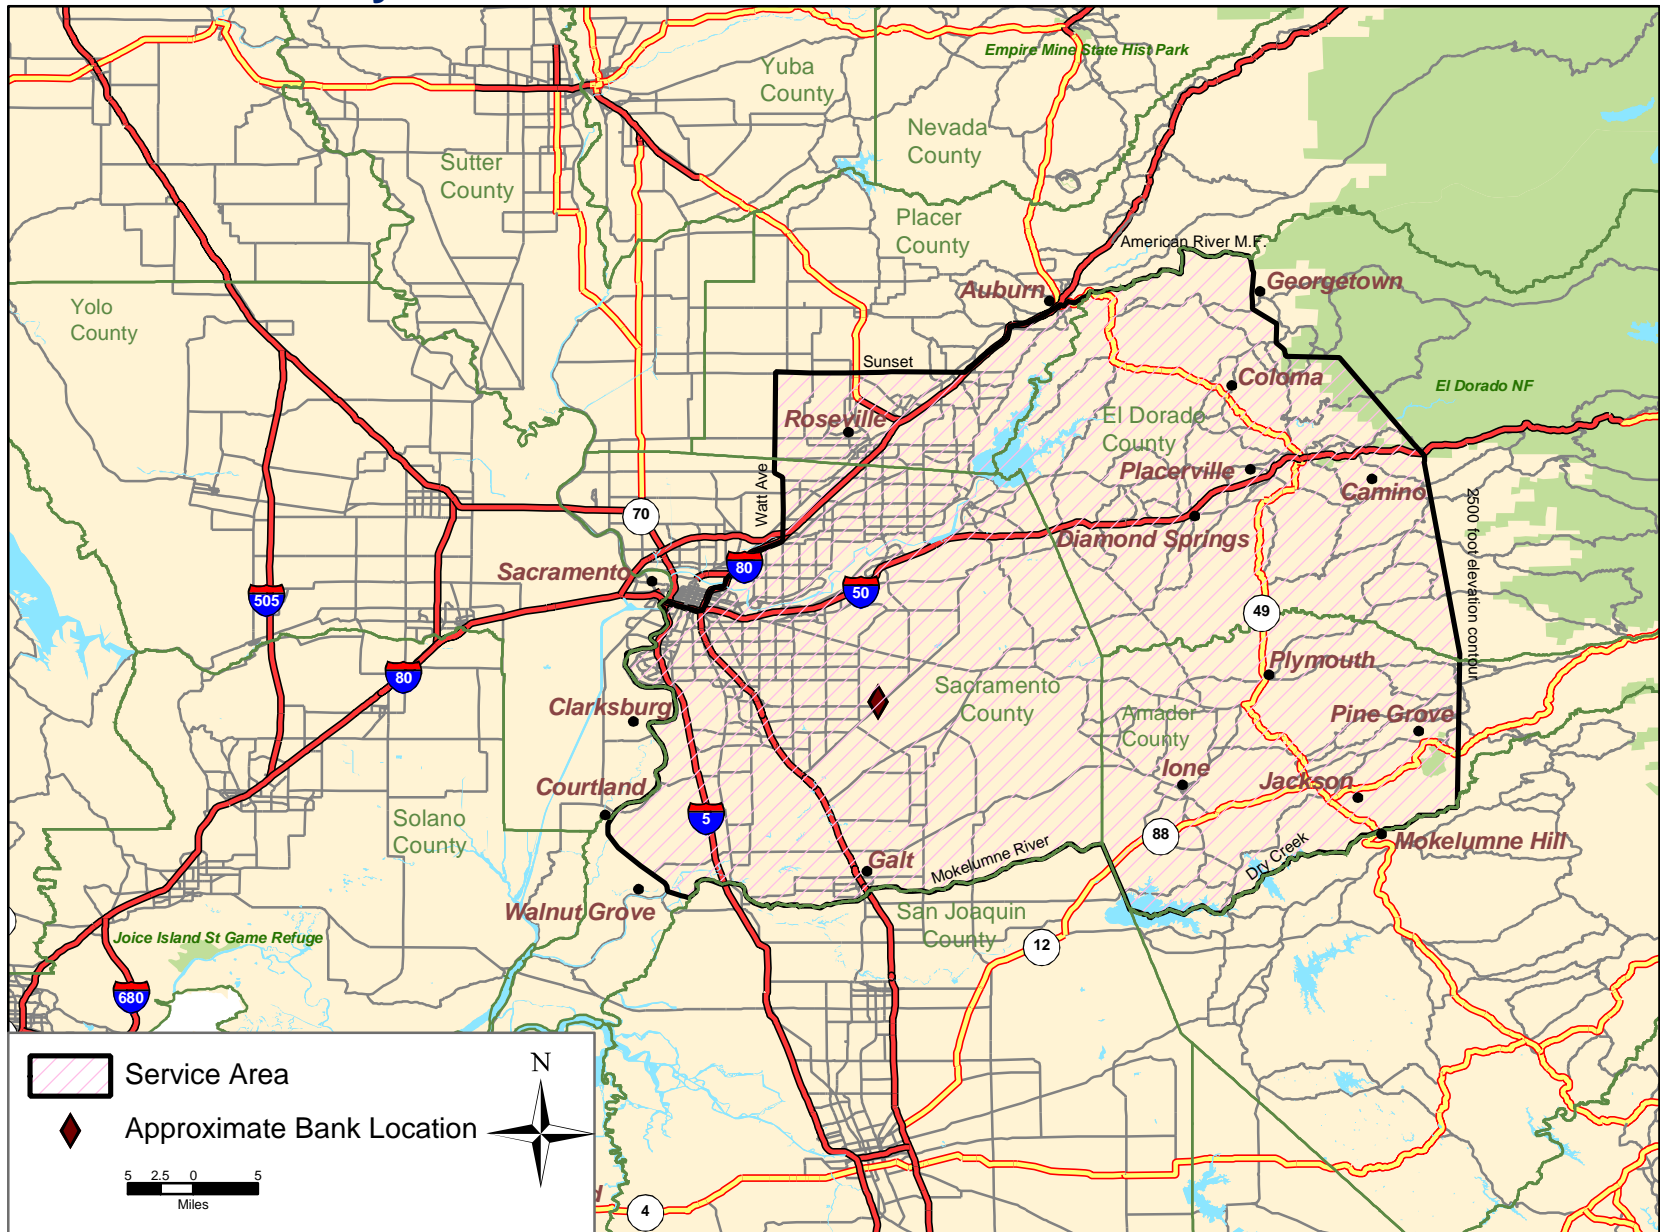 Empire Mine State Hist Park
Yuba
County
Nevada
County
Sutter
County
Placer
County
American River M.F.
Georgetown
Auburn
Yolo
County
Sunset
Coloma
El Dorado NF
Roseville
El Dorado
County
Placerville
Camino
Watt Ave
2500 foot elevation contour
70
Diamond Springs
Sacramento
80
50
505
49
80
Plymouth
Sacramento
County
Clarksburg
Amador
County
Pine Grove
Ione
Jackson
Courtland
5
Solano
County
88
Mokelumne Hill
Galt
Mokelumne River
Dry Creek
Walnut Grove
San Joaquin
County
12
Joice Island St Game Refuge
680
Service Area
N
Approximate Bank Location
5 2.5 0 5
Miles
4